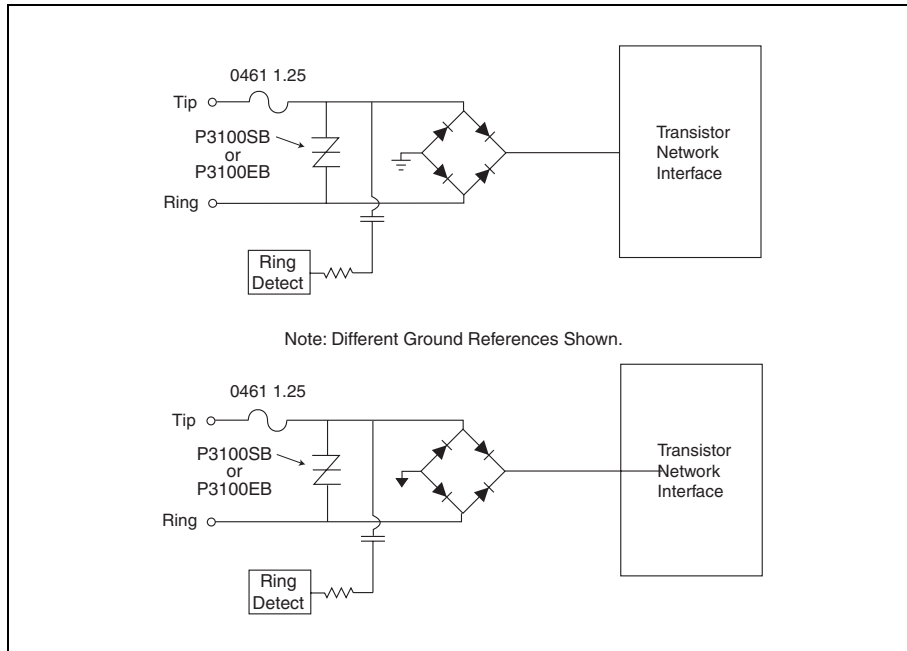 0461 1.25
Tip
P3100SB
or
P3100EB
Ring
Ring
Detect
Transistor
Network
Interface
Note: Different Ground References Shown.
0461 1.25
Tip
P3100SB
or
P3100EB
Ring
Ring
Detect
Transistor
Network
Interface